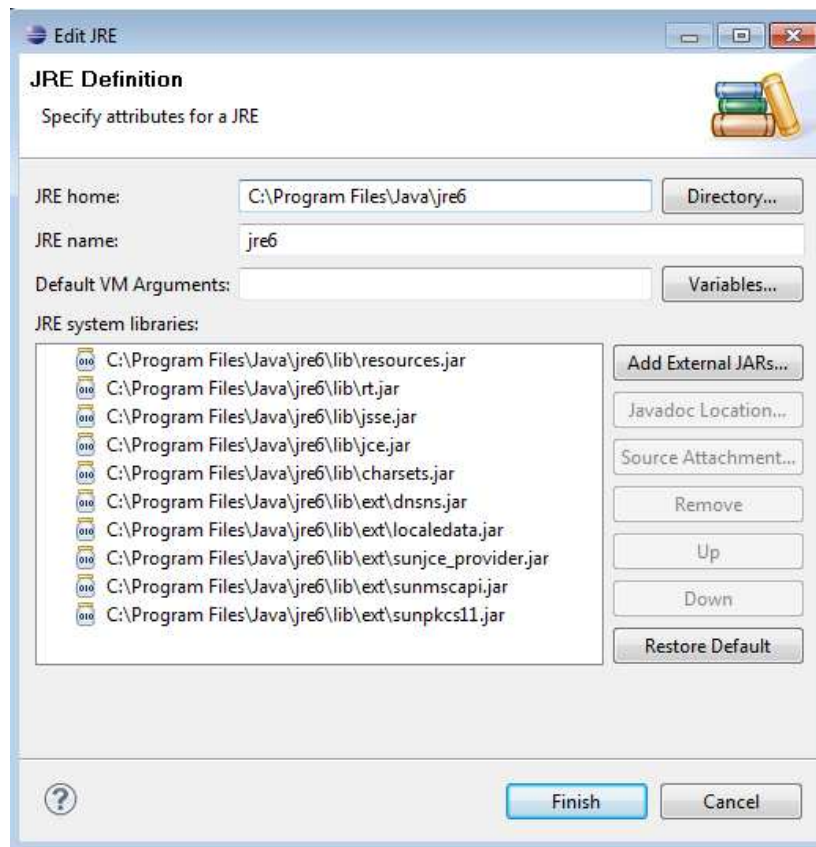 Edit JRE
JRE Definition
Specify attributes for a JRE
JRE home: C:\Program Files\Java\jre6 Directory...
JRE name: jre6
Default VM Arguments: Variables...
JRE system libraries:
C:\Program Files\Java\jre6\lib\resources.jar Add External JARs...
C:\Program Files\Java\jre6\lib\rt.jar
C:\Program Files\Java\jre6\lib\jsse.jar Javadoc Location...
C:\Program Files\Java\jre6\lib\jce.jar
C:\Program Files\Java\jre6\lib\charsets.jar Source Attachment...
C:\Program Files\Java\jre6\lib\ext\dnsns.jar Remove
C:\Program Files\Java\jre6\lib\ext\localedata.jar
C:\Program Files\Java\jre6\lib\ext\sunjce_provider.jar Up
C:\Program Files\Java\jre6\lib\ext\sunmscapi.jar Down
C:\Program Files\Java\jre6\lib\ext\sunpkcs11.jar
Restore Default
? Finish Cancel